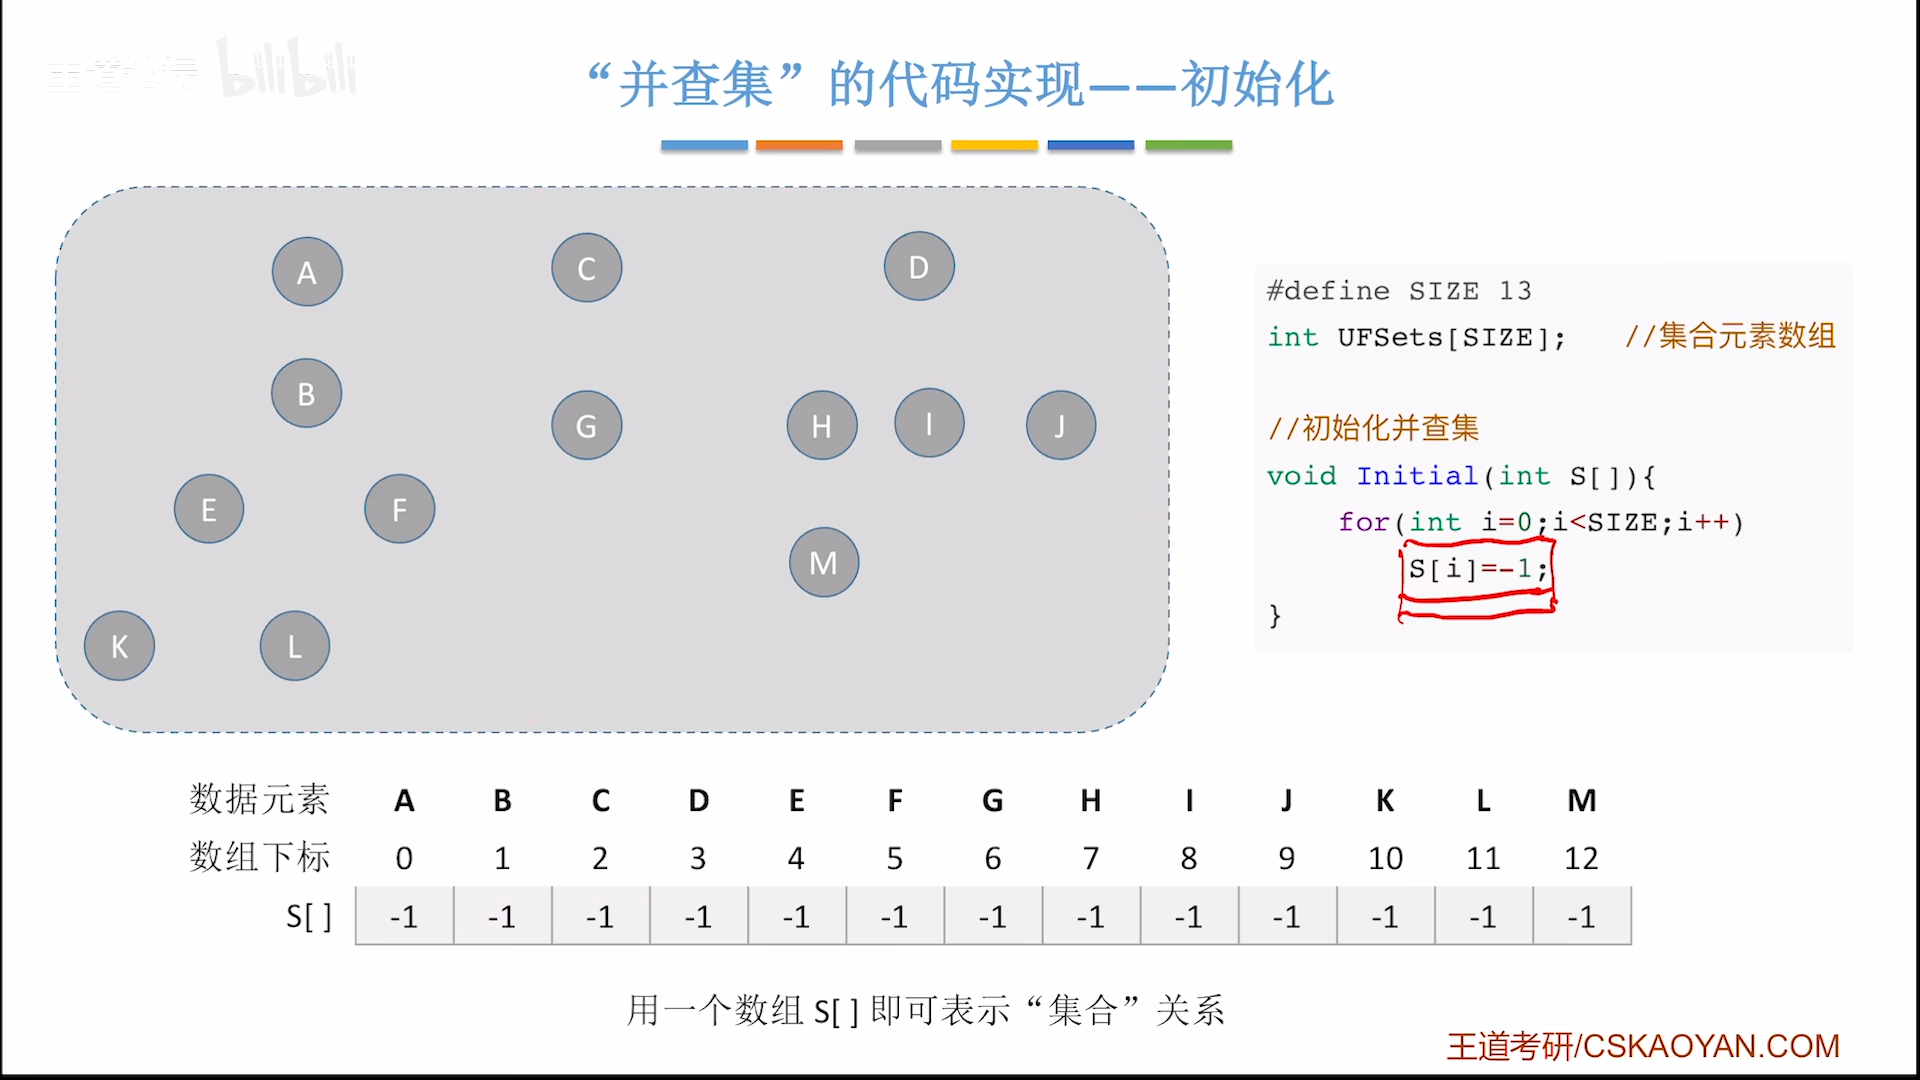 王道论坛 bilibili
“并查集”的代码实现——初始化
A C D
B
G H I J
E F
M
K L
#define SIZE 13
int UFSets[SIZE]; //集合元素数组
//初始化并查集
void Initial(int S[]){
for(int i=0;i<SIZE;i++)
S[i]=-1;
}
数据元素 A B C D E F G H I J K L M
数组下标 0 1 2 3 4 5 6 7 8 9 10 11 12
S[ ] -1 -1 -1 -1 -1 -1 -1 -1 -1 -1 -1 -1 -1
用一个数组 S[ ] 即可表示“集合”关系
王道考研/CSKAOYAN.COM